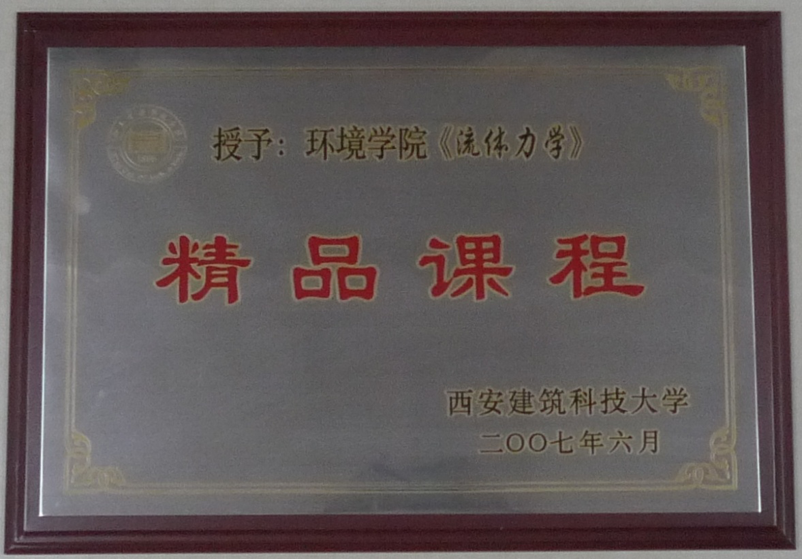 授予：环境学院《流体力学》
精品课程
西安建筑科技大学
二〇〇七年六月